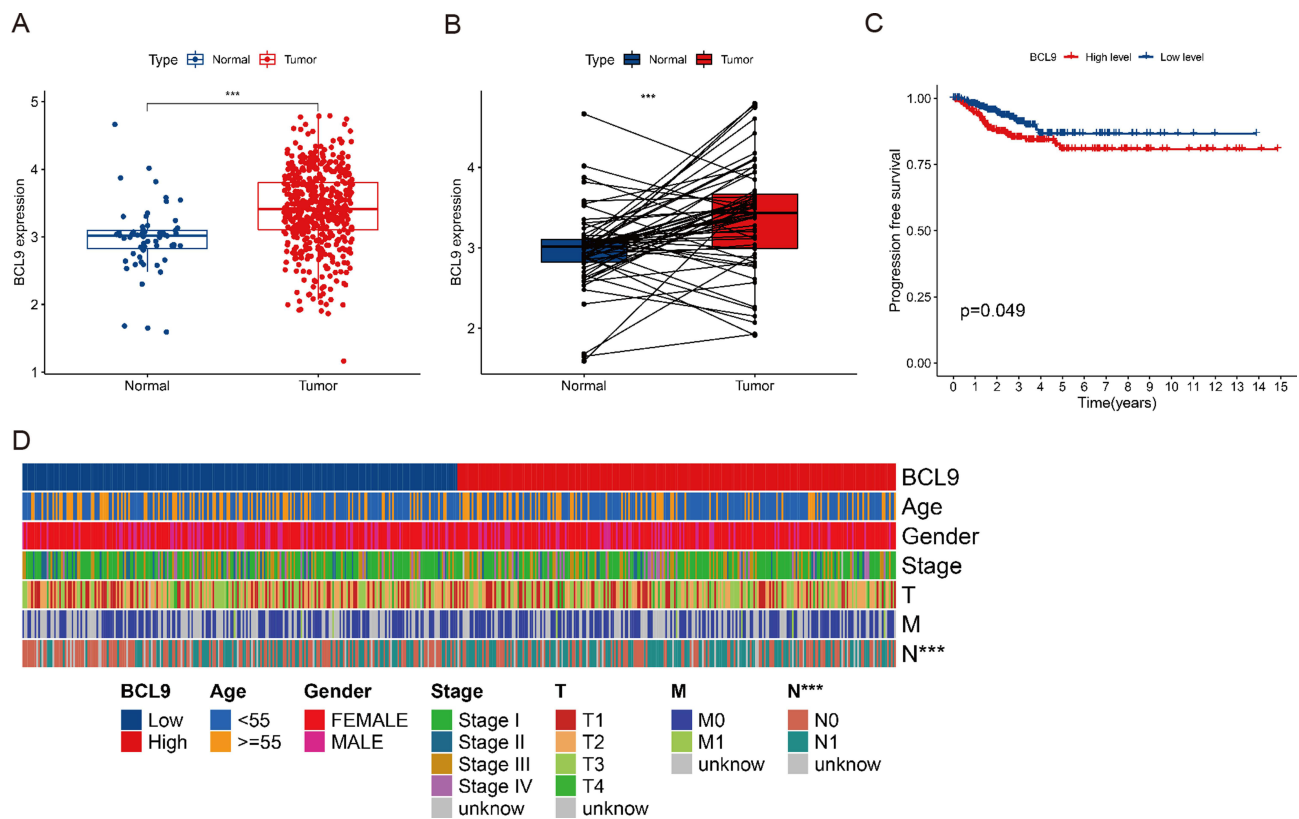 A
Type Normal Tumor
***
BCL9 expression
5
4
3
2
1
Normal Tumor
B
Type Normal Tumor
***
BCL9 expression
4
3
2
Normal Tumor
C
BCL9 High level Low level
Progression free survival
1.00
0.75
0.50
0.25
0.00
p=0.049
0 1 2 3 4 5 6 7 8 9 10 11 12 13 14 15
Time(years)
D
BCL9
Age
Gender
Stage
T
M
N***
BCL9 Age Gender Stage T M N***
Low <55 FEMALE Stage I T1 M0 N0
High >=55 MALE Stage II T2 M1 N1
Stage III T3 unknow unknow
Stage IV T4
unknow unknow